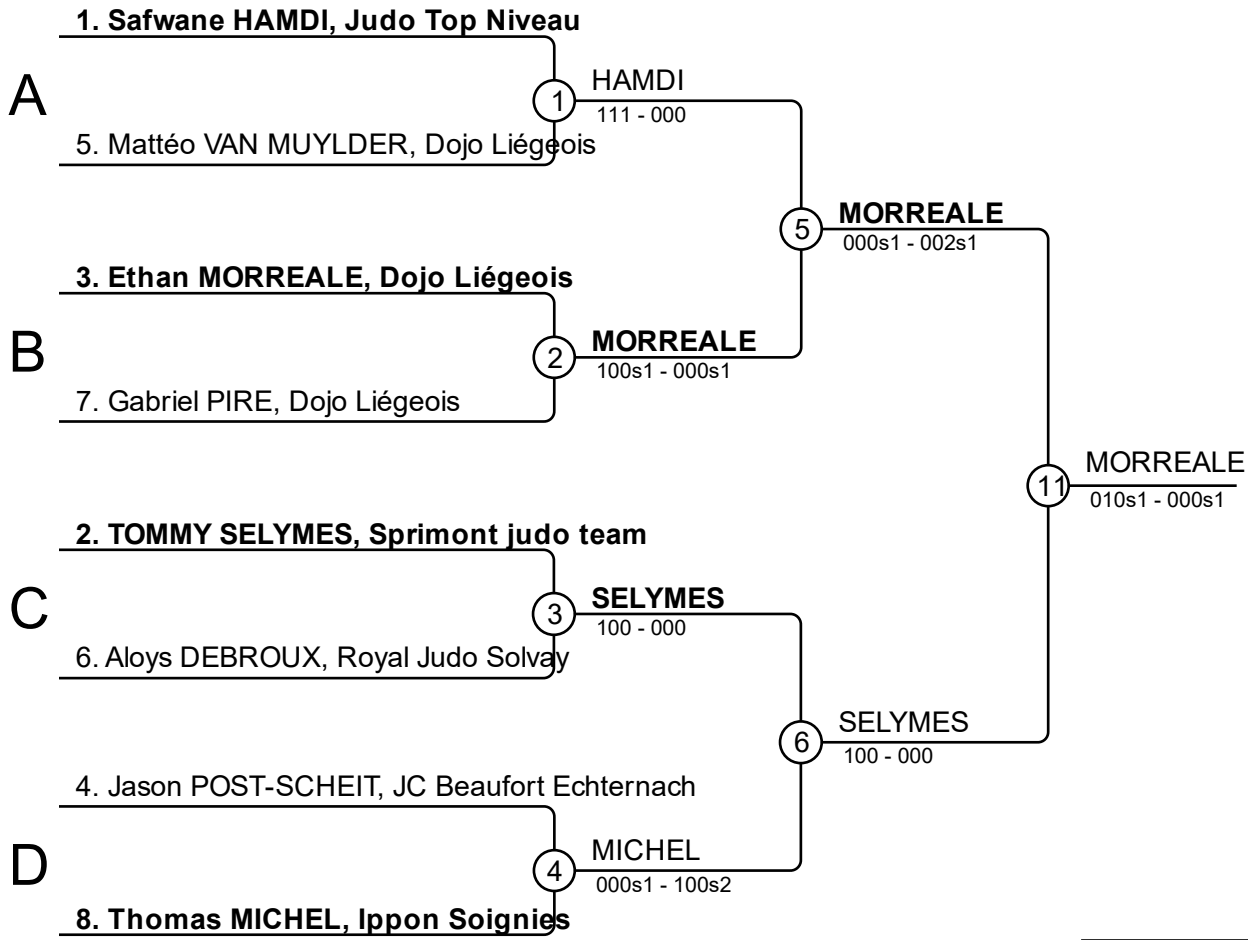 1. Safwane HAMDI, Judo Top Niveau
A
1
HAMDI
111 - 000
5. Mattéo VAN MUYLDER, Dojo Liégeois
5
MORREALE
000s1 - 002s1
3. Ethan MORREALE, Dojo Liégeois
B
2
MORREALE
100s1 - 000s1
7. Gabriel PIRE, Dojo Liégeois
11
MORREALE
010s1 - 000s1
2. TOMMY SELYMES, Sprimont judo team
C
3
SELYMES
100 - 000
6. Aloys DEBROUX, Royal Judo Solvay
6
SELYMES
100 - 000
4. Jason POST-SCHEIT, JC Beaufort Echternach
D
4
MICHEL
000s1 - 100s2
8. Thomas MICHEL, Ippon Soignies